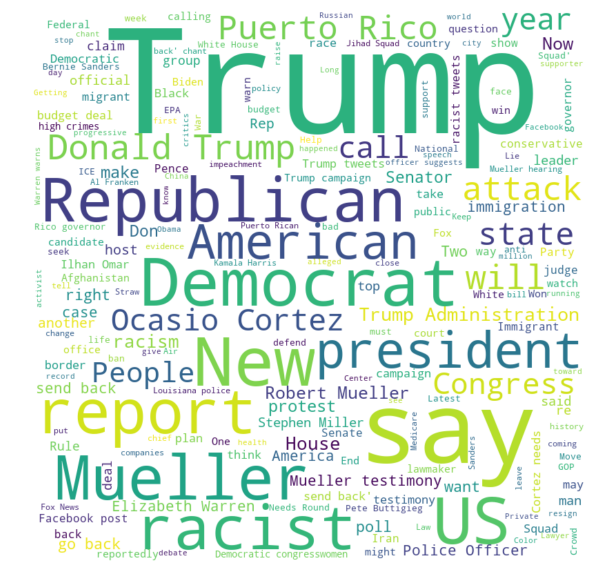 Federal week calling Puerto Rico Russian world year
stop chant back' chant Jihad Squad question city show Squad' supporter
claim White House race country Now
Democratic Bernie Sanders group day Trump raise Long
official Biden
migrant Black EPA War warn support face win governor
budget deal policy critics budget Rep
high crimes Getting progressive first Help happened National speech Lie Facebook
Donald Trump call racist tweets conservative
Warren warns ICE make Pence impeachment Trump tweets officer suggests Senator leader Mueller hearing
Al Franken China know Trump campaign take attack
Republican Puerto Rican bad public Keep immigration
Rico governor Don Obama evidence American Fox state
candidate seek host Kamala Harris alleged close top Two way anti million Party
Ilhan Omar Afghanistan Democrat will judge watch
activist tell Straw right White bill Won running
case another Ocasio Cortez Trump Administration
change life ban give Air racism must court Immigrant
office defend toward
border record People New president
send back Louisiana police Center campaign Congress said
put report Robert Mueller Latest re
chief health protest say see history
Rule plan One Stephen Miller Senate House Medicare Sanders Cortez needs coming
companies think America End lawmaker leave Move GOP
Mueller deal Mueller testimony want US may
Fox News Elizabeth Warren Needs Round send back' testimony Pete Buttigieg Private man resign
Facebook post racist poll Law Squad Color Lawyer Crowd
back Iran
go back reportedly debate Democratic congresswomen might Police Officer